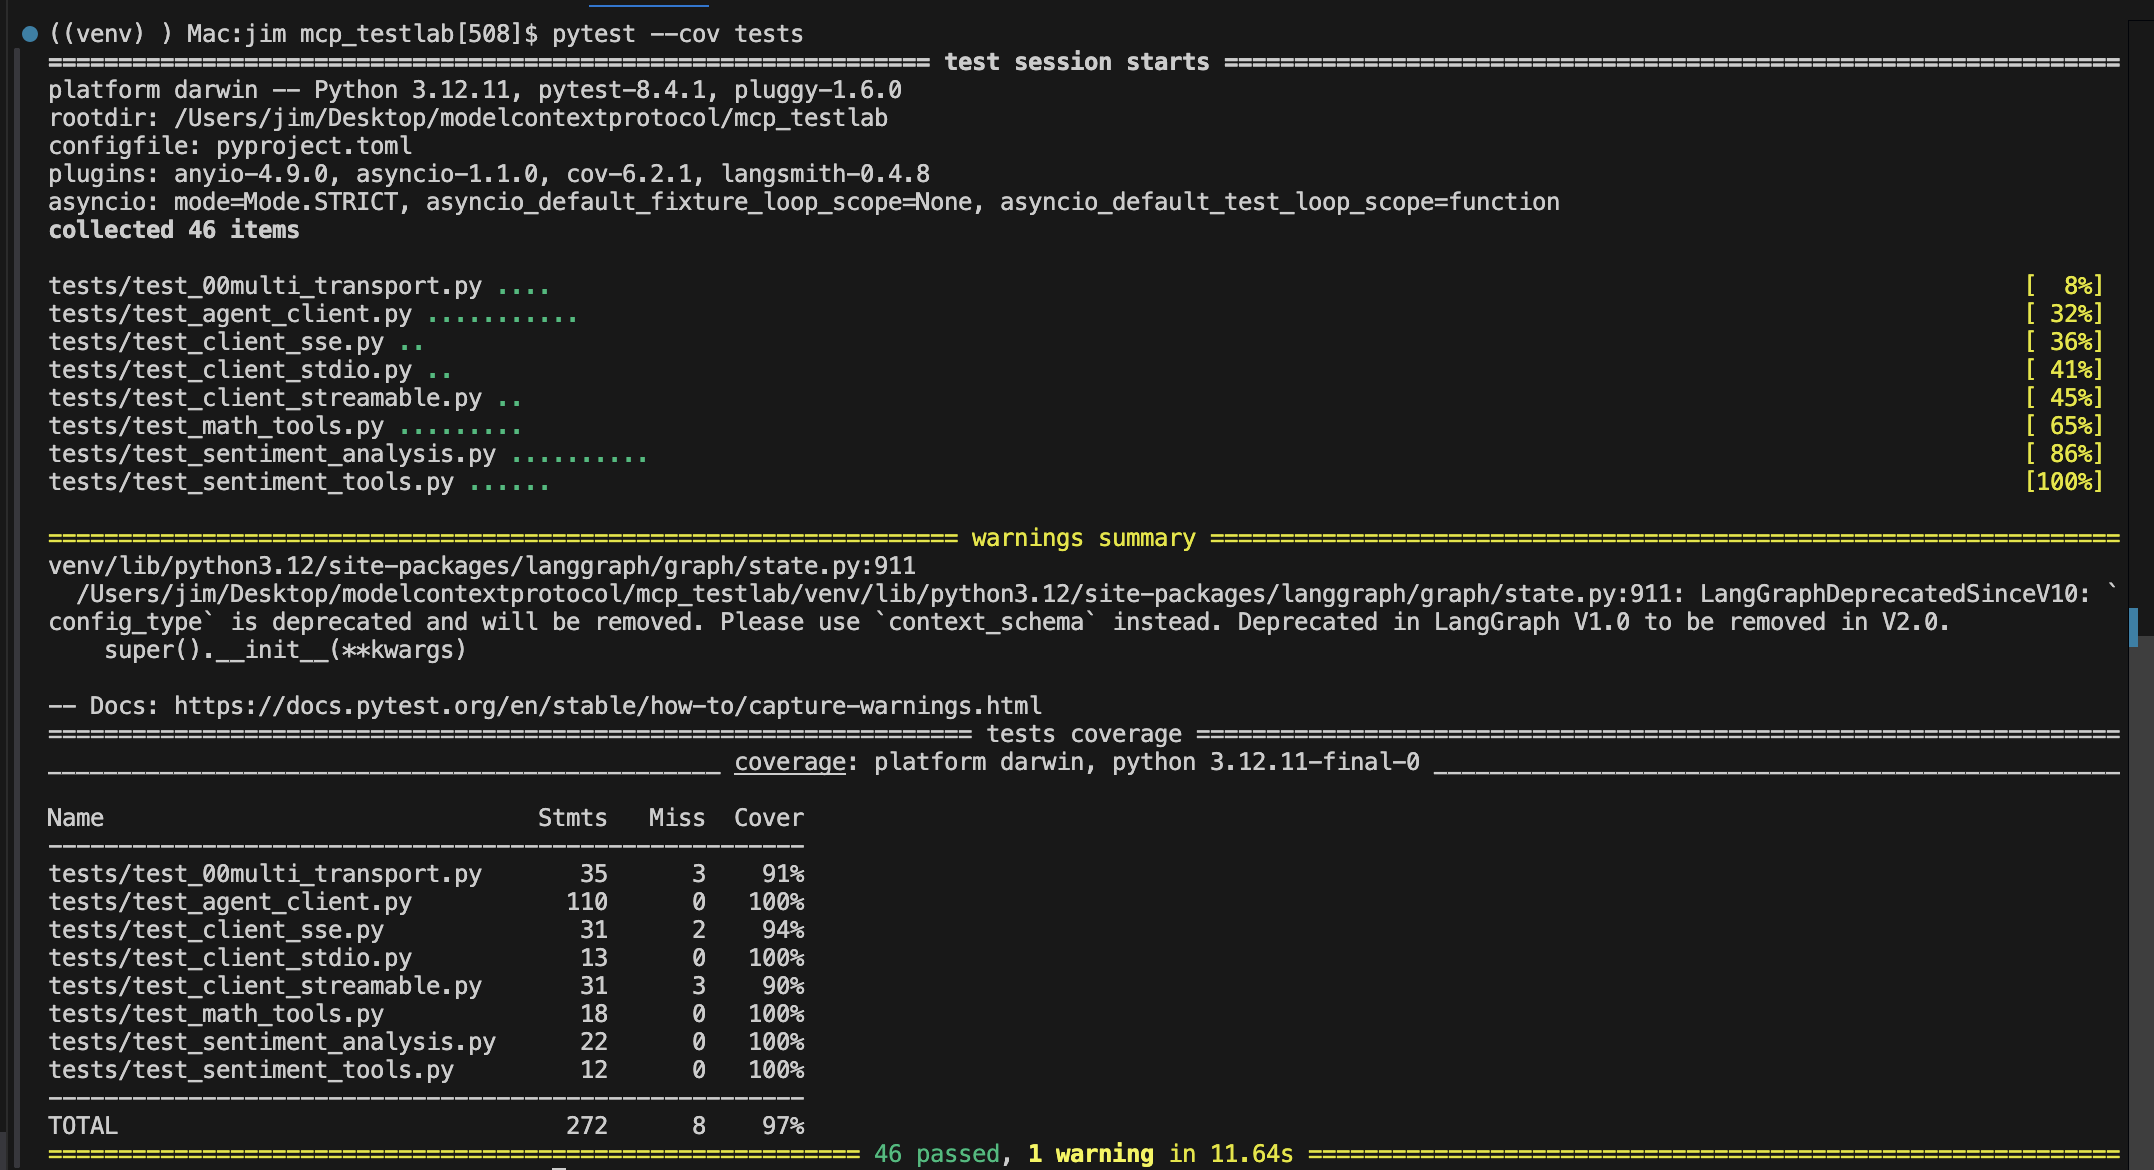 ((venv) ) Mac:jim mcp_testlab[508]$ pytest --cov tests
=============================================================== test session starts ================================================================
platform darwin -- Python 3.12.11, pytest-8.4.1, pluggy-1.6.0
rootdir: /Users/jim/Desktop/modelcontextprotocol/mcp_testlab
configfile: pyproject.toml
plugins: anyio-4.9.0, asyncio-1.1.0, cov-6.2.1, langsmith-0.4.8
asyncio: mode=Mode.STRICT, asyncio_default_fixture_loop_scope=None, asyncio_default_test_loop_scope=function
collected 46 items
tests/test_00multi_transport.py .... [  8%]
tests/test_agent_client.py ........... [ 32%]
tests/test_client_sse.py .. [ 36%]
tests/test_client_stdio.py .. [ 41%]
tests/test_client_streamable.py .. [ 45%]
tests/test_math_tools.py ......... [ 65%]
tests/test_sentiment_analysis.py .......... [ 86%]
tests/test_sentiment_tools.py ...... [100%]
================================================================= warnings summary =================================================================
venv/lib/python3.12/site-packages/langgraph/graph/state.py:911
  /Users/jim/Desktop/modelcontextprotocol/mcp_testlab/venv/lib/python3.12/site-packages/langgraph/graph/state.py:911: LangGraphDeprecatedSinceV10: `
config_type` is deprecated and will be removed. Please use `context_schema` instead. Deprecated in LangGraph V1.0 to be removed in V2.0.
    super().__init__(**kwargs)
-- Docs: https://docs.pytest.org/en/stable/how-to/capture-warnings.html
================================================================== tests coverage ==================================================================
________________________________________________ coverage: platform darwin, python 3.12.11-final-0 _________________________________________________
Name                               Stmts   Miss  Cover
------------------------------------------------------
tests/test_00multi_transport.py       35      3    91%
tests/test_agent_client.py           110      0   100%
tests/test_client_sse.py              31      2    94%
tests/test_client_stdio.py            13      0   100%
tests/test_client_streamable.py       31      3    90%
tests/test_math_tools.py              18      0   100%
tests/test_sentiment_analysis.py      22      0   100%
tests/test_sentiment_tools.py         12      0   100%
------------------------------------------------------
TOTAL                                272      8    97%
========================================================== 46 passed, 1 warning in 11.64s ==========================================================